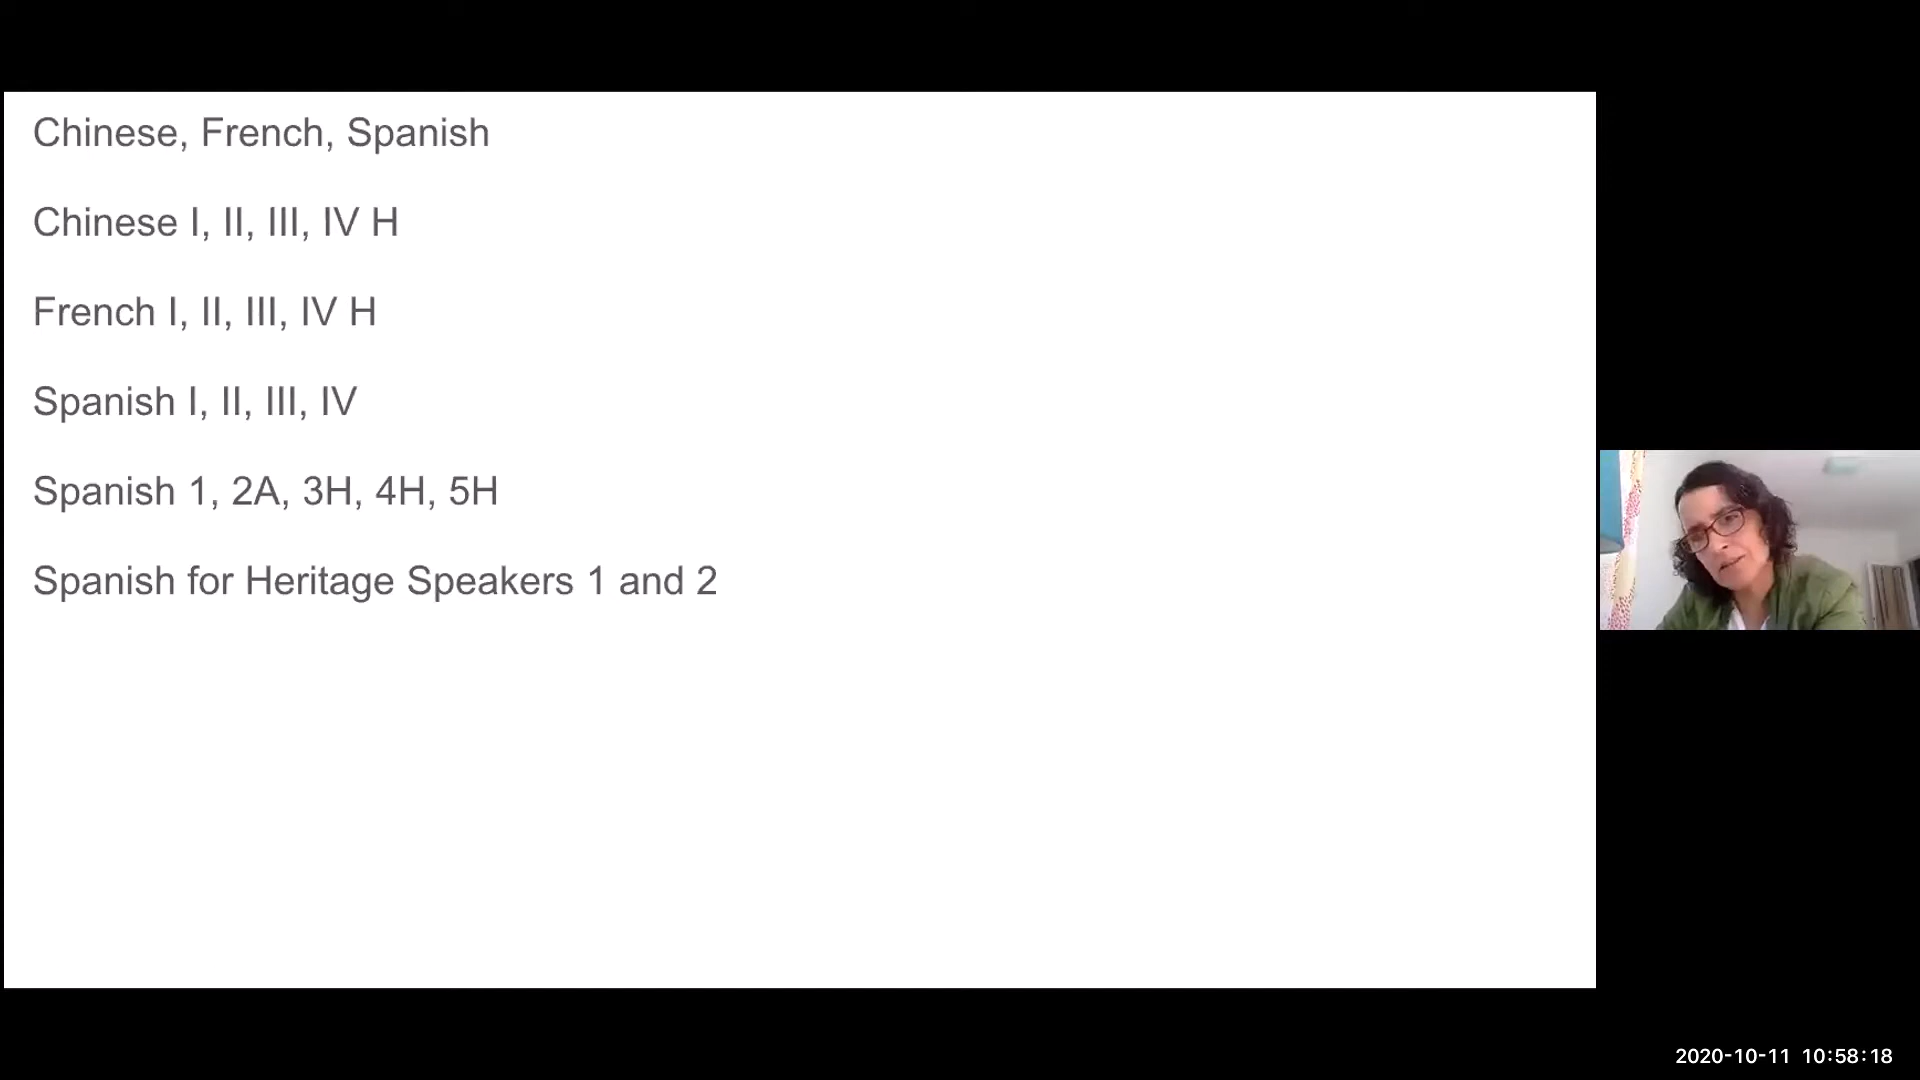 Chinese, French, Spanish
Chinese I, II, III, IV H
French I, II, III, IV H
Spanish I, II, III, IV
Spanish 1, 2A, 3H, 4H, 5H
Spanish for Heritage Speakers 1 and 2
2020-10-11 10:58:18